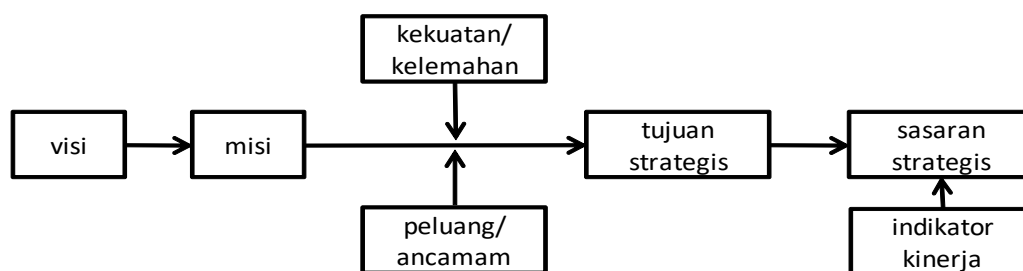 kekuatan/
kelemahan
visi
misi
tujuan
strategis
sasaran
strategis
peluang/
ancamam
indikator
kinerja